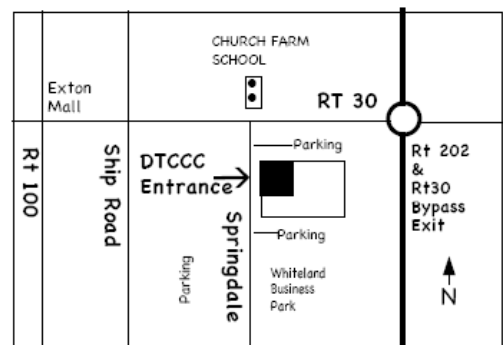 CHURCH FARM
SCHOOL
Exton
Mall
RT 30
Rt 100
Ship Road
DTCCC
Entrance
Springdale
Parking
Parking
Parking
Whiteland
Business
Park
Rt 202
&
Rt30
Bypass
Exit
N